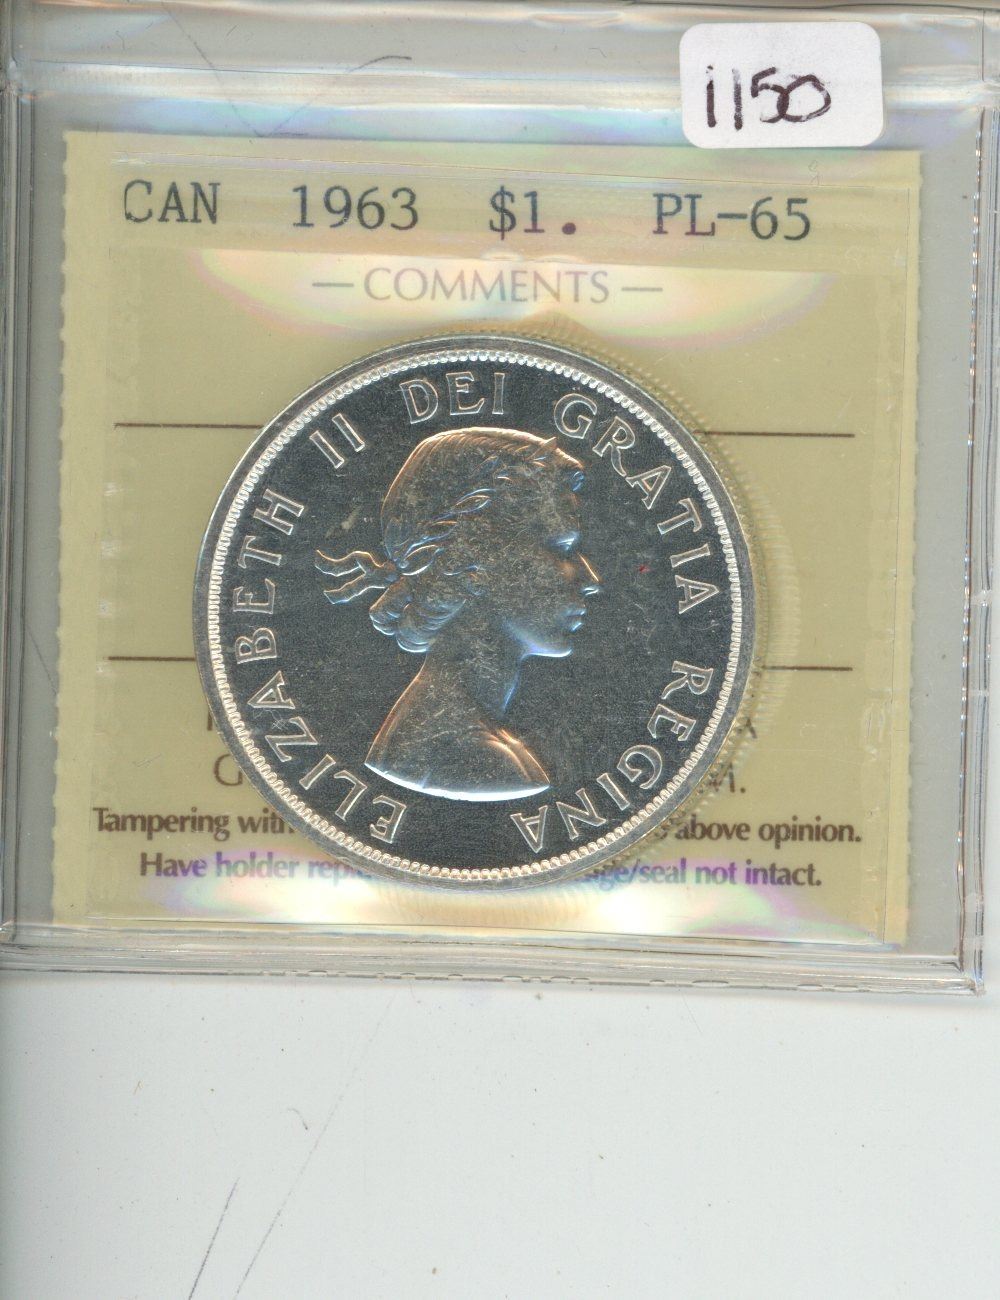 1150
CAN 1963 $1. PL-65
— COMMENTS —
ELIZABETH II DEI GRATIA REGINA
G M.
Tampering with above opinion.
Have holder ge/seal not intact.